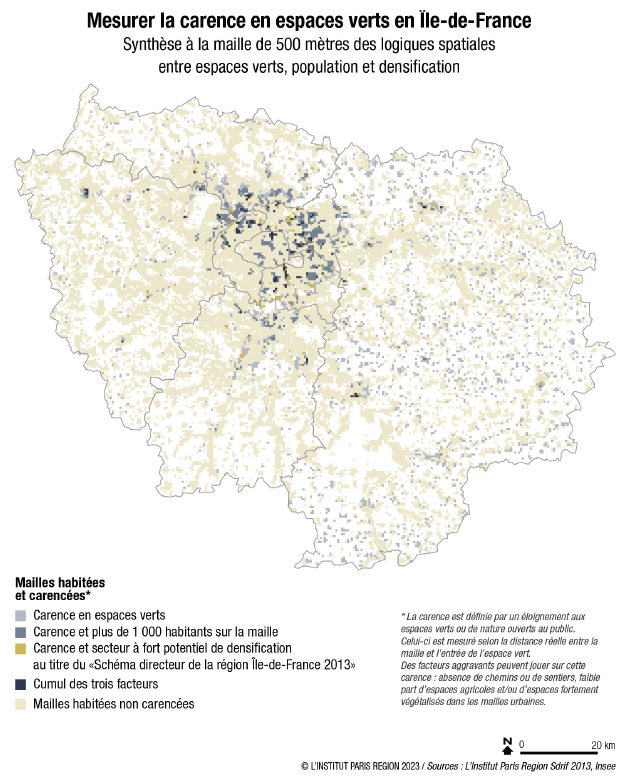 Mesurer la carence en espaces verts en Île-de-France
Synthèse à la maille de 500 mètres des logiques spatiales
entre espaces verts, population et densification
Mailles habitées
et carencées*
Carence en espaces verts
Carence et plus de 1 000 habitants sur la maille
Carence et secteur à fort potentiel de densification
au titre du «Schéma directeur de la région Île-de-France 2013»
Cumul des trois facteurs
Mailles habitées non carencées
* La carence est définie par un éloignement aux
espaces verts ou de nature ouverts au public.
Celui-ci est mesuré selon la distance réelle entre la
maille et l'entrée de l'espace vert.
Des facteurs aggravants peuvent jouer sur cette
carence : absence de chemins ou de sentiers, faible
part d'espaces agricoles et/ou d'espaces fortement
végétalisés dans les mailles urbaines.
N 0 20 km
© L'INSTITUT PARIS REGION 2023 / Sources : L'Institut Paris Region Sdrif 2013, Insee